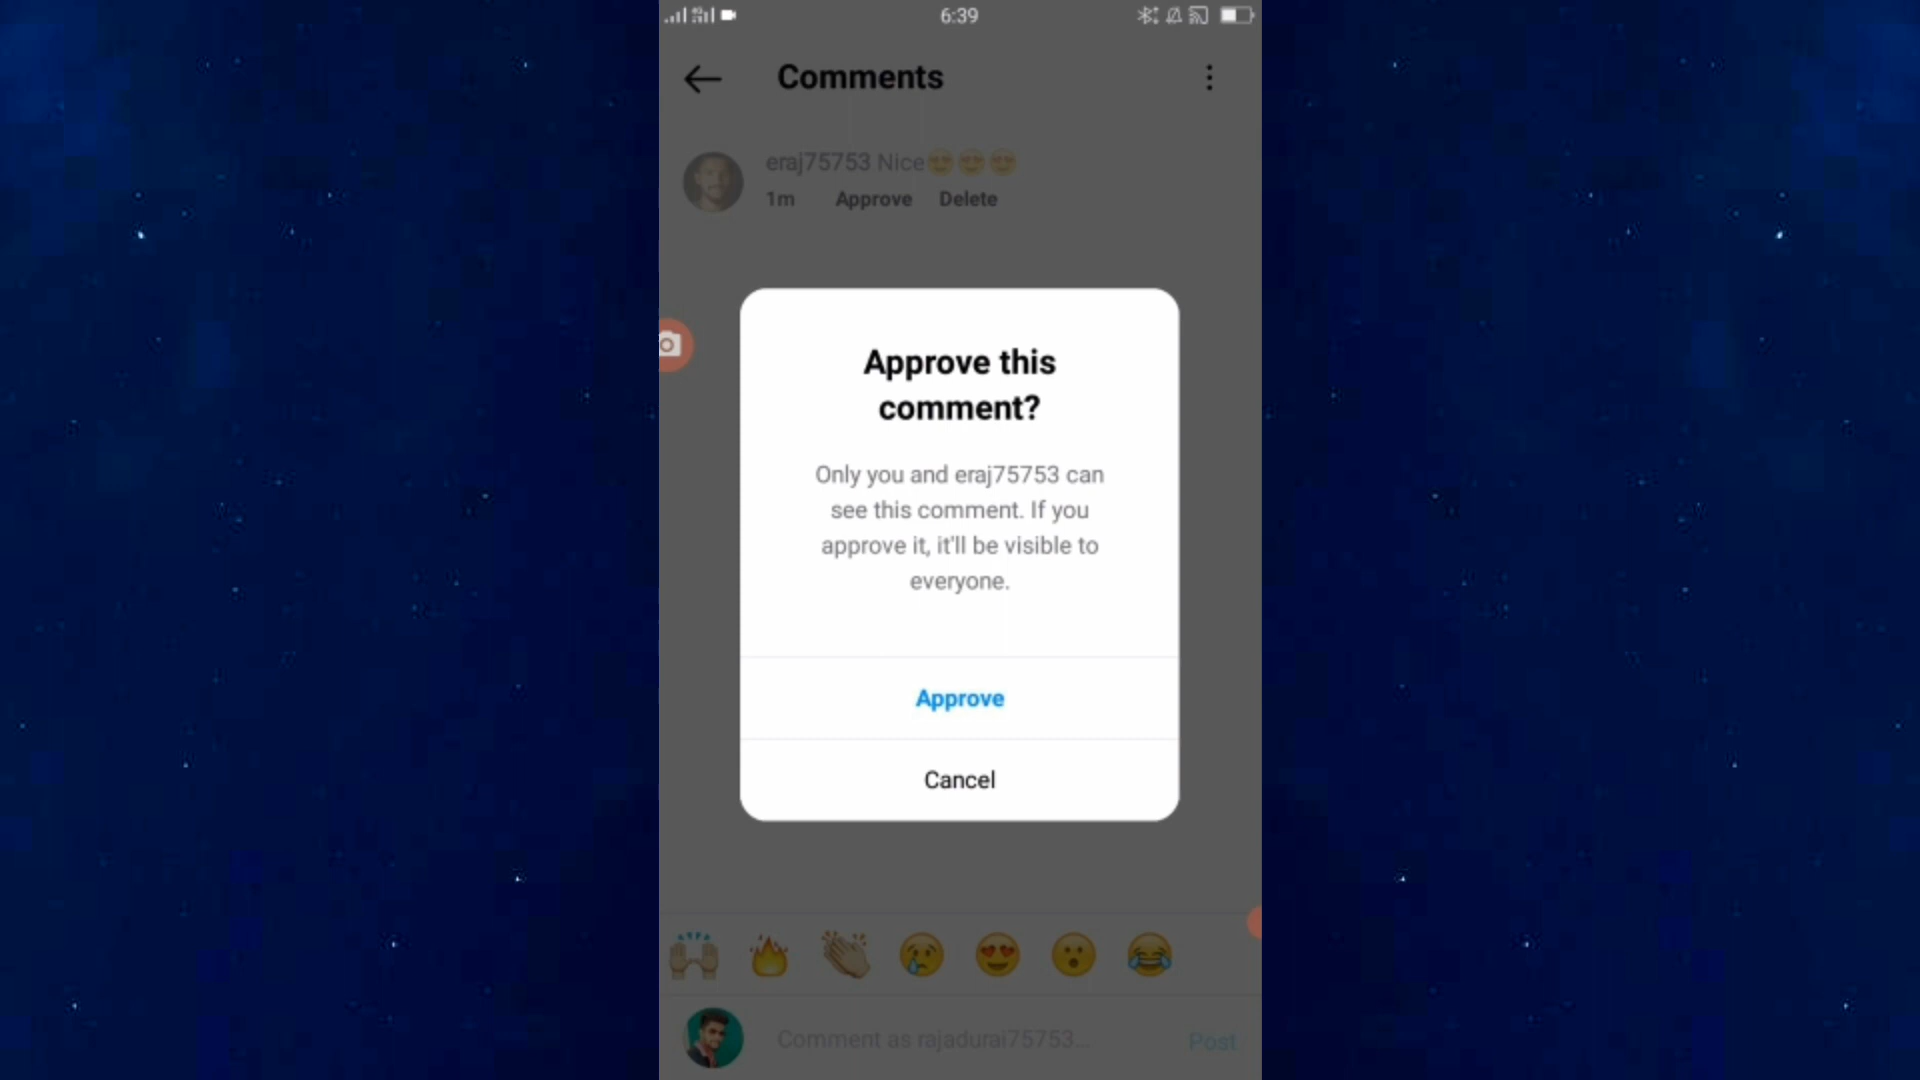 6:39
Comments
eraj75753 Nice😍😍😍
1m Approve Delete
Approve this
comment?
Only you and eraj75753 can
see this comment. If you
approve it, it'll be visible to
everyone.
Approve
Cancel
Comment as rajadurai75753...
Post